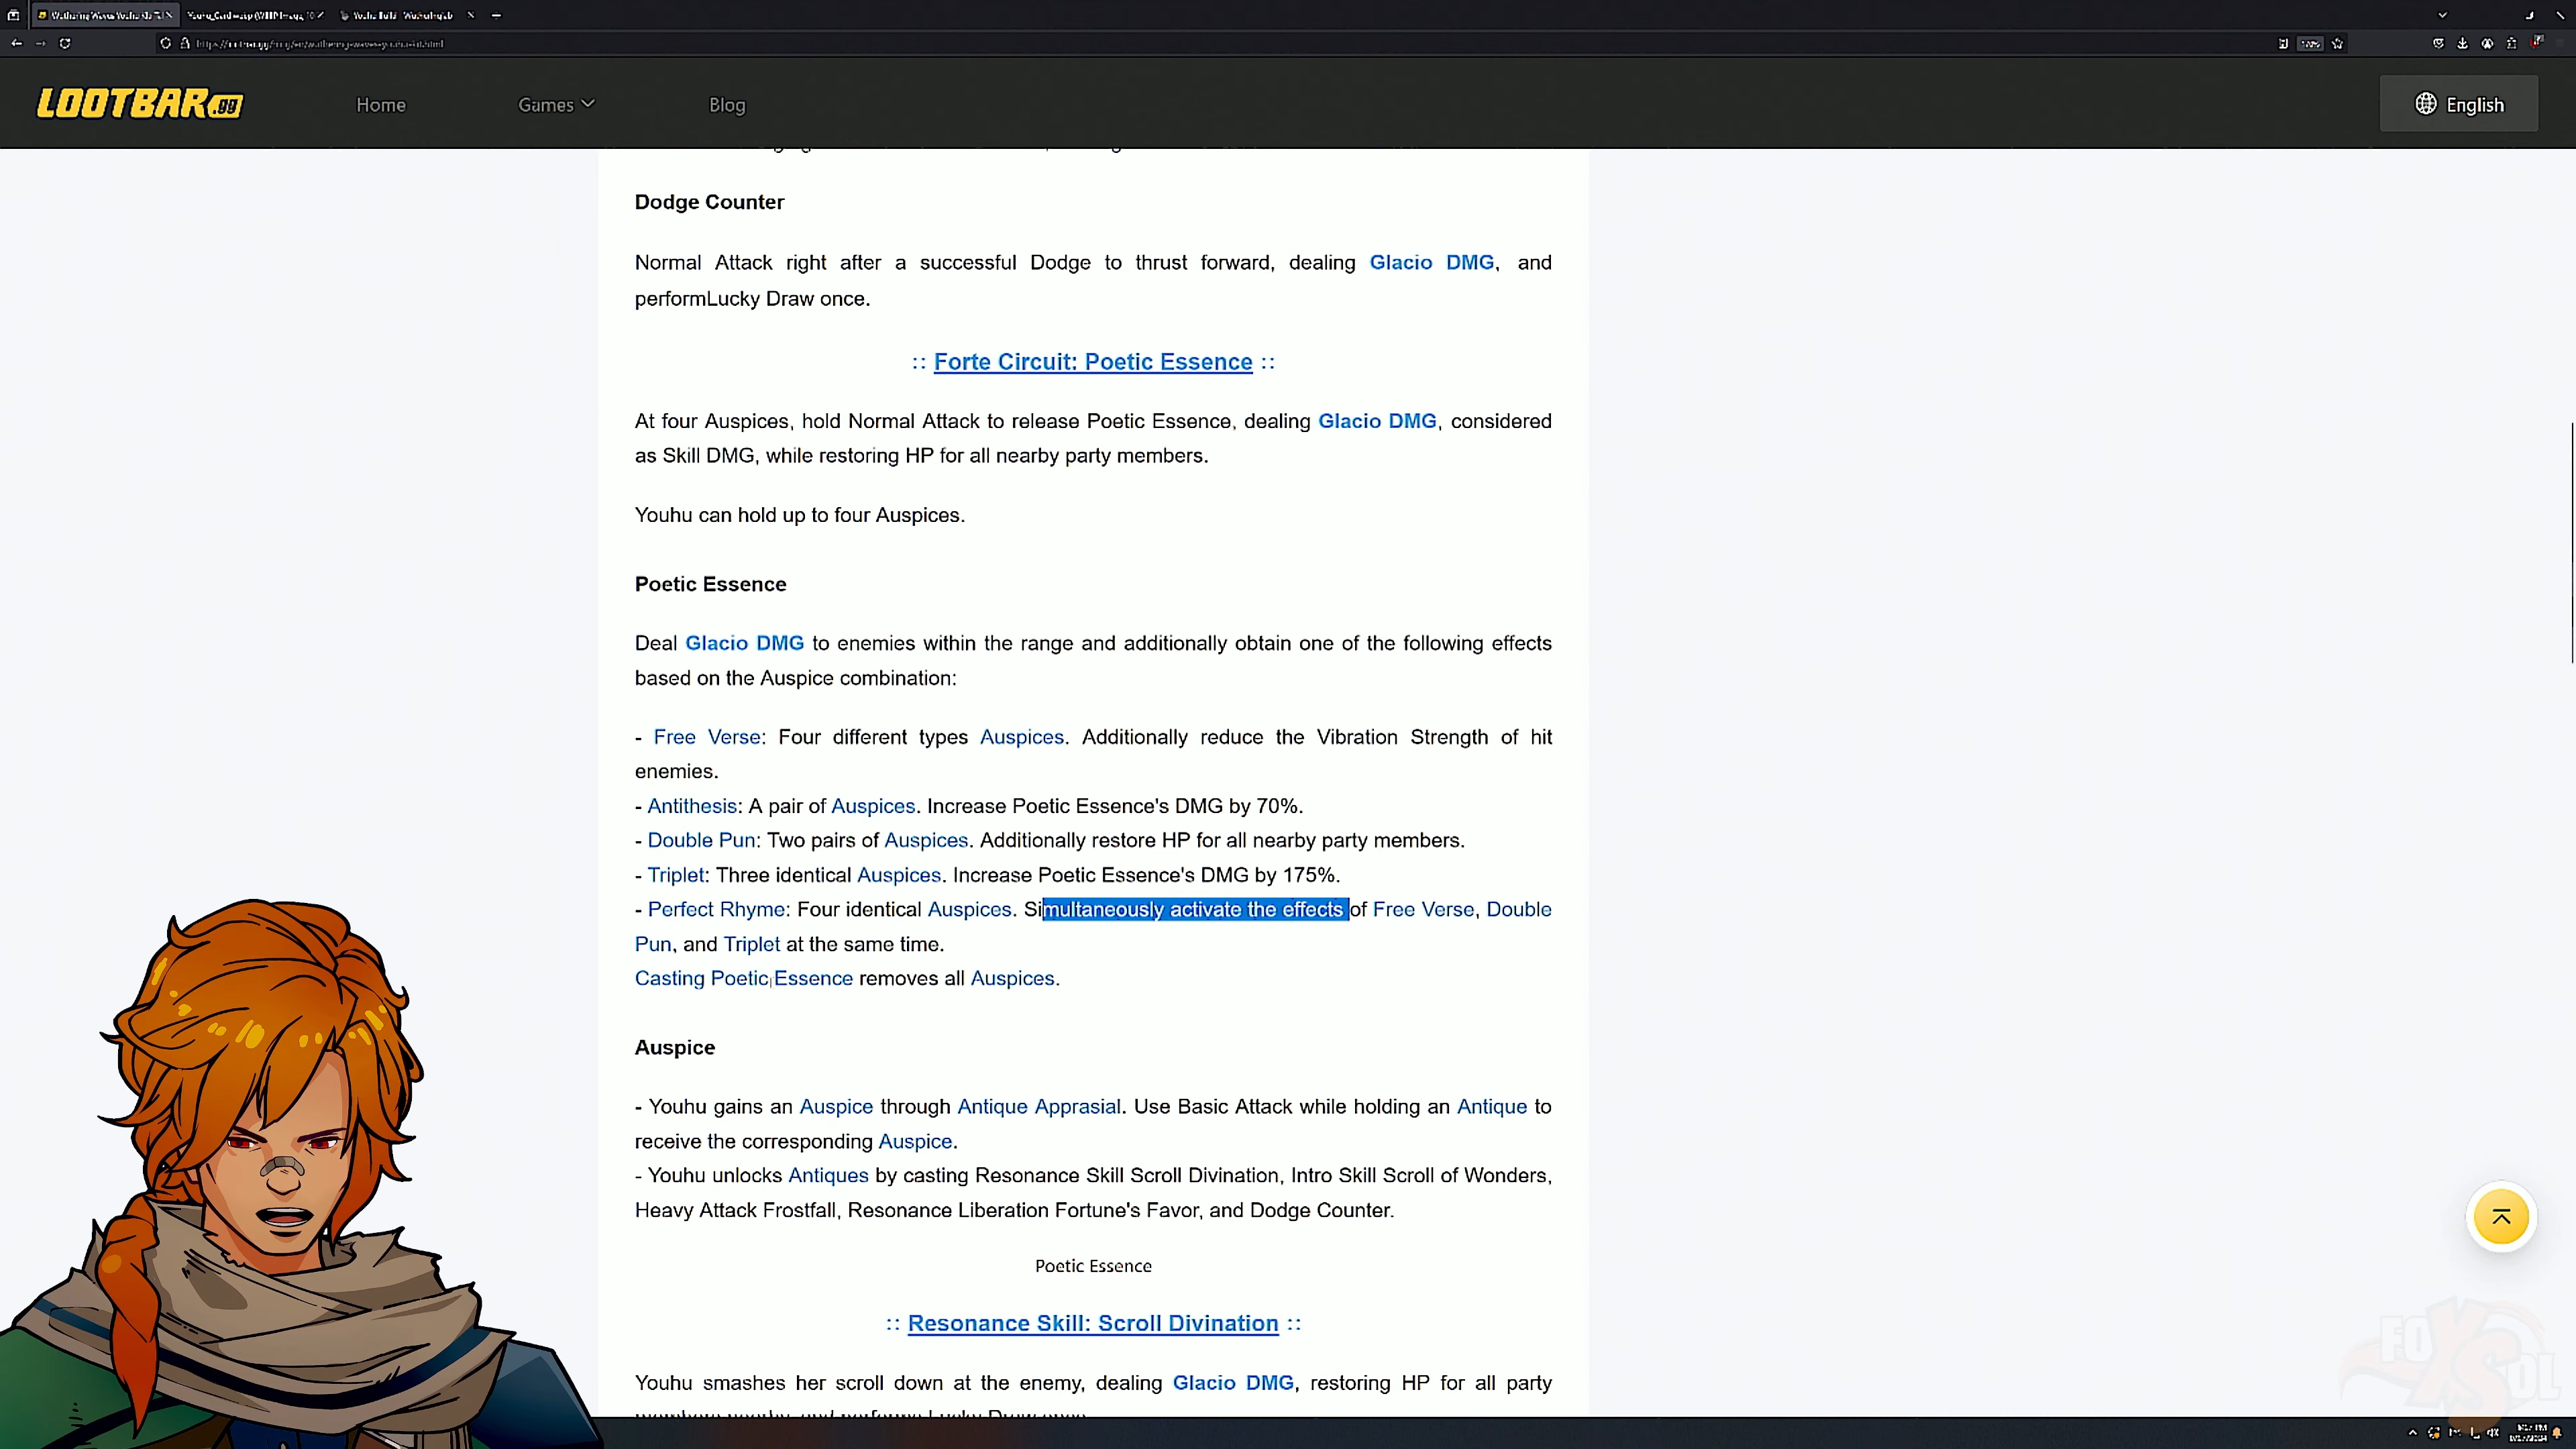 LOOTBAR.gg
Home
Games
Blog
English
Dodge Counter
Normal Attack right after a successful Dodge to thrust forward, dealing Glacio DMG, and
performLucky Draw once.
:: Forte Circuit: Poetic Essence ::
At four Auspices, hold Normal Attack to release Poetic Essence, dealing Glacio DMG, considered
as Skill DMG, while restoring HP for all nearby party members.
Youhu can hold up to four Auspices.
Poetic Essence
Deal Glacio DMG to enemies within the range and additionally obtain one of the following effects
based on the Auspice combination:
- Free Verse: Four different types Auspices. Additionally reduce the Vibration Strength of hit
enemies.
- Antithesis: A pair of Auspices. Increase Poetic Essence's DMG by 70%.
- Double Pun: Two pairs of Auspices. Additionally restore HP for all nearby party members.
- Triplet: Three identical Auspices. Increase Poetic Essence's DMG by 175%.
- Perfect Rhyme: Four identical Auspices. Simultaneously activate the effects of Free Verse, Double
Pun, and Triplet at the same time.
Casting Poetic Essence removes all Auspices.
Auspice
- Youhu gains an Auspice through Antique Apprasial. Use Basic Attack while holding an Antique to
receive the corresponding Auspice.
- Youhu unlocks Antiques by casting Resonance Skill Scroll Divination, Intro Skill Scroll of Wonders,
Heavy Attack Frostfall, Resonance Liberation Fortune's Favor, and Dodge Counter.
Poetic Essence
:: Resonance Skill: Scroll Divination ::
Youhu smashes her scroll down at the enemy, dealing Glacio DMG, restoring HP for all party
FOXSOL